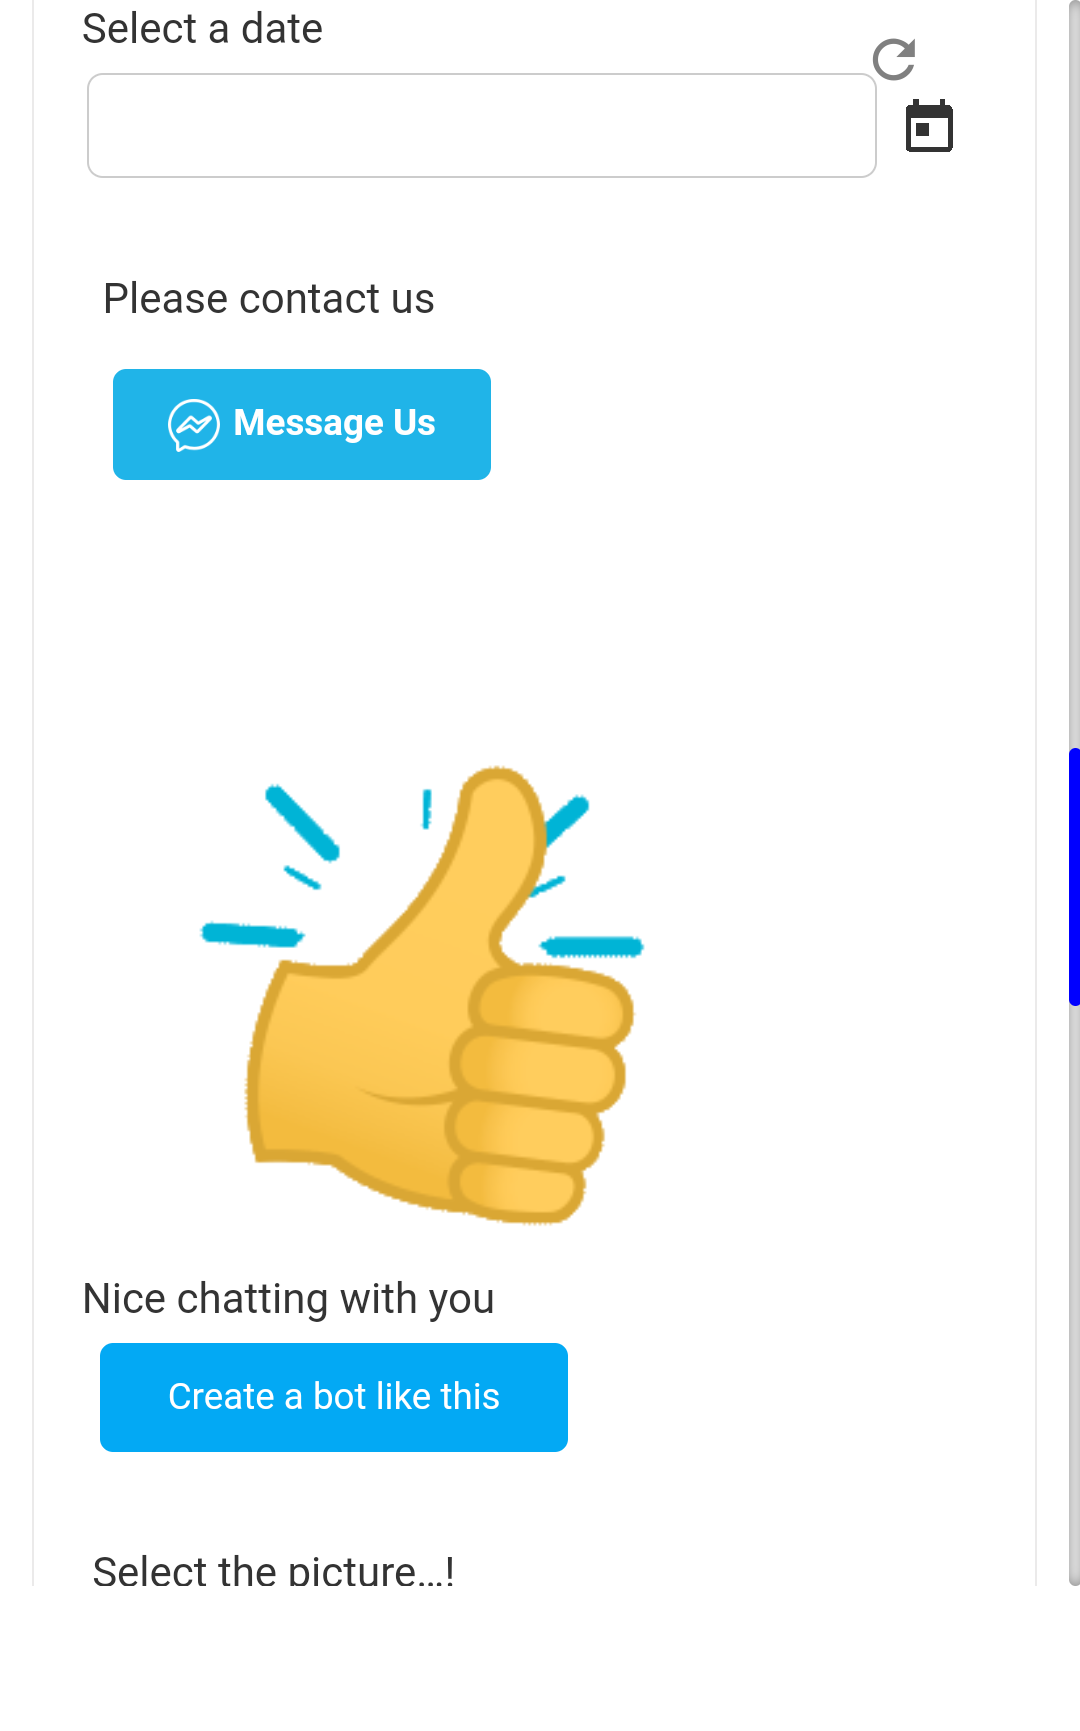 Select a date
Please contact us
Message Us
Nice chatting with you
Create a bot like this
Select the picture...!